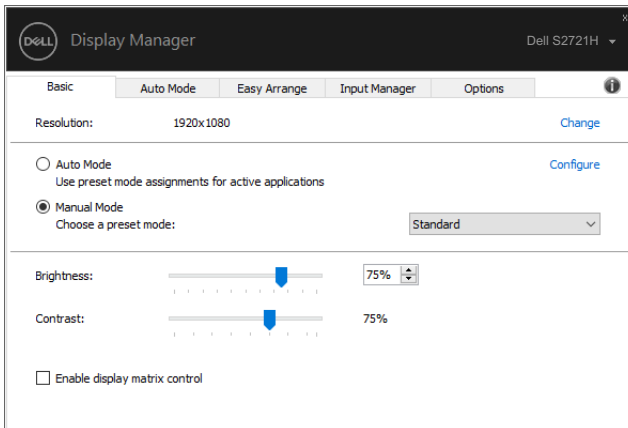 DELL Display Manager
Dell S2721H
Basic Auto Mode Easy Arrange Input Manager Options
Resolution: 1920x1080 Change
Auto Mode Configure
Use preset mode assignments for active applications
Manual Mode
Choose a preset mode: Standard
Brightness: 75%
Contrast: 75%
Enable display matrix control